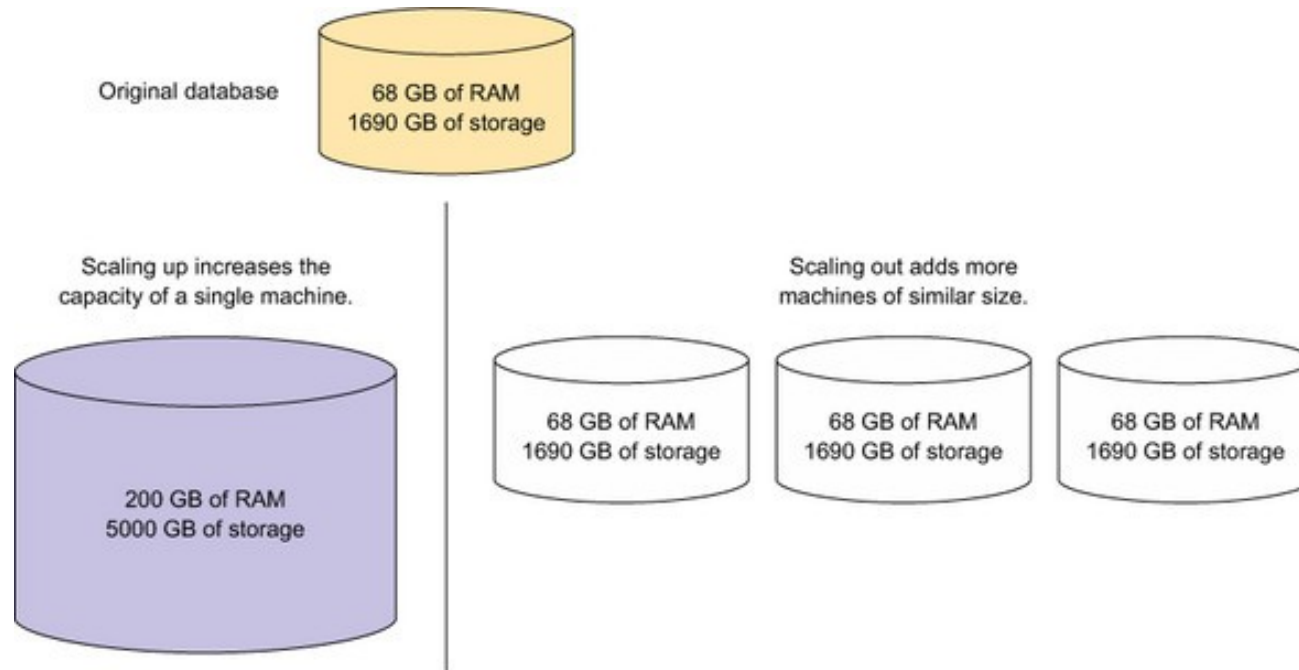 Original database
68 GB of RAM
1690 GB of storage
Scaling up increases the
capacity of a single machine.
200 GB of RAM
5000 GB of storage
Scaling out adds more
machines of similar size.
68 GB of RAM
1690 GB of storage
68 GB of RAM
1690 GB of storage
68 GB of RAM
1690 GB of storage